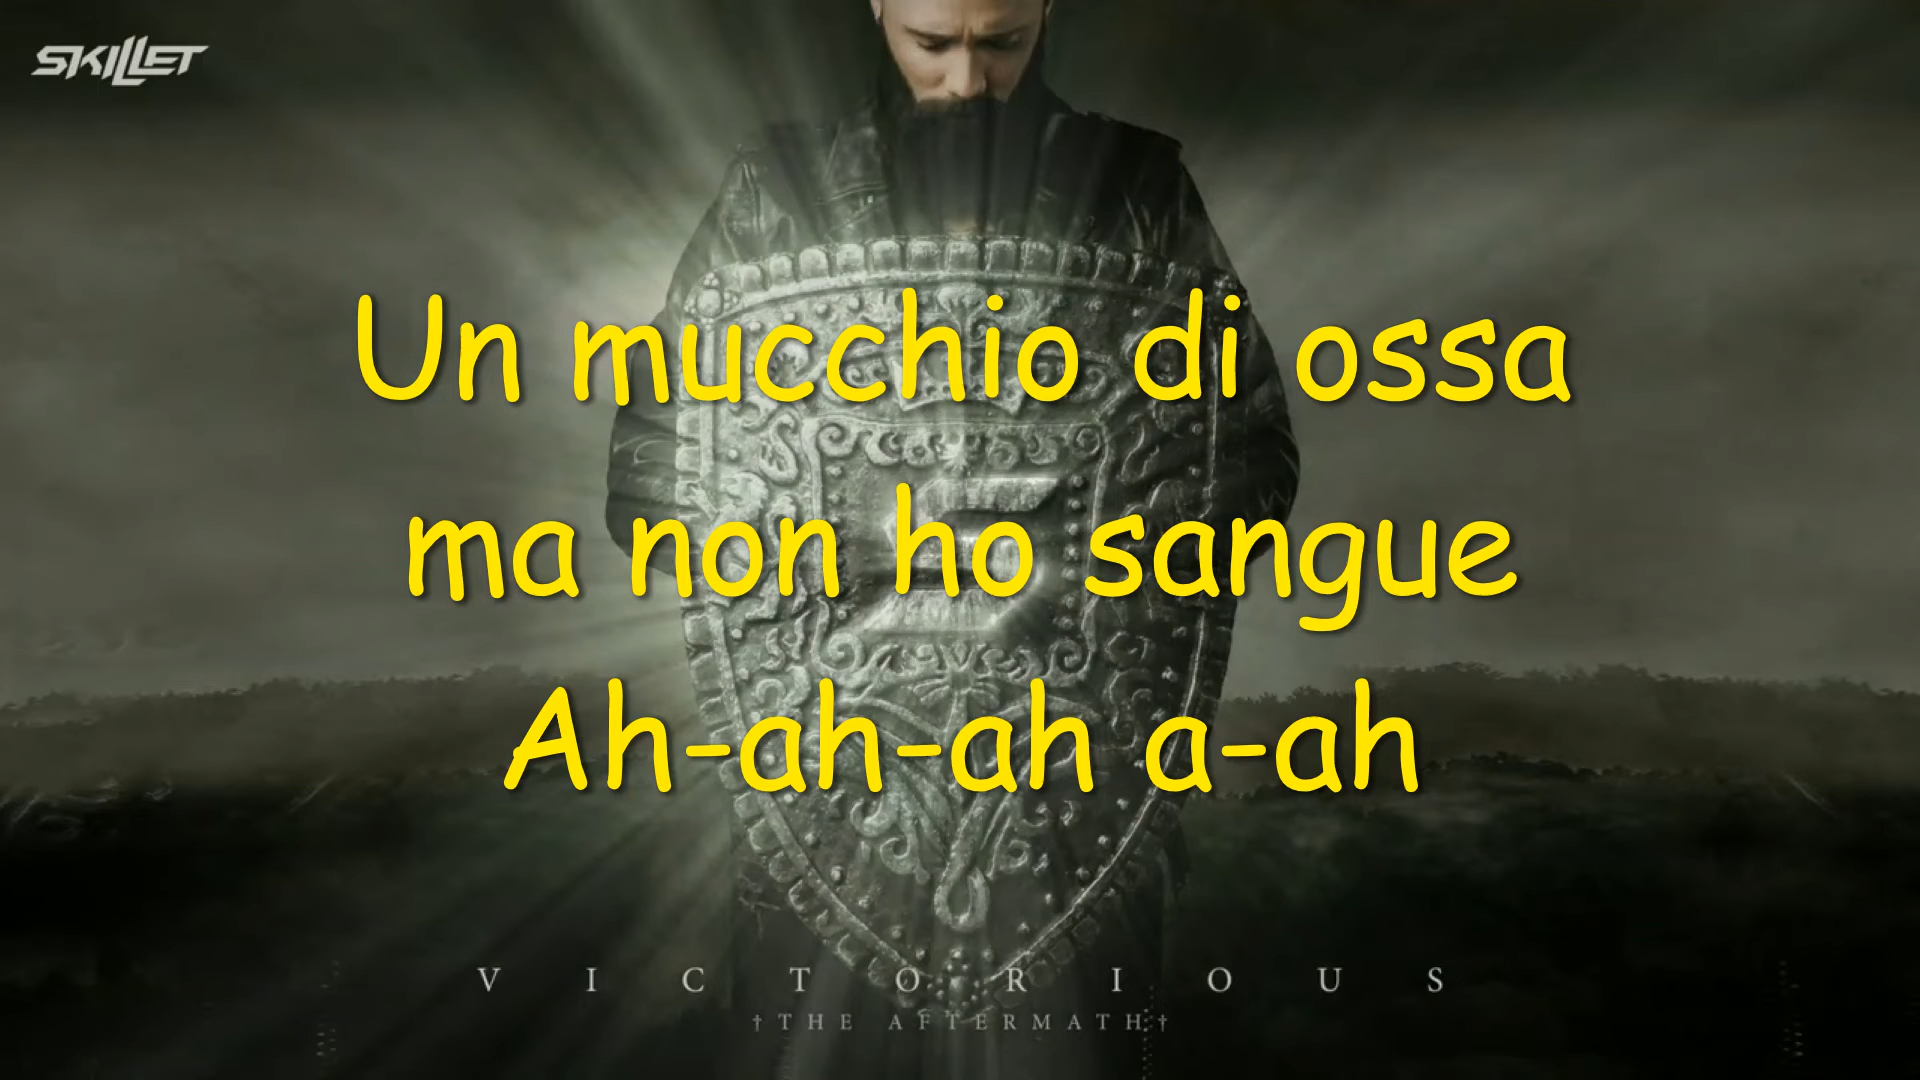 SKILLET
Un mucchio di ossa
ma non ho sangue
Ah-ah-ah a-ah
VICTORIOUS
†THE AFTERMATH†